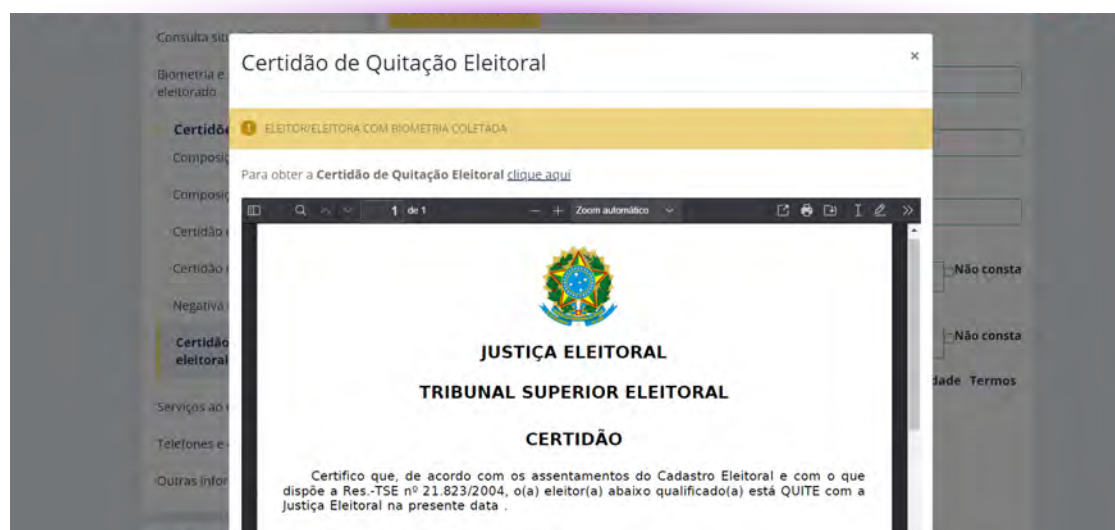 Consulta sit
Certidão de Quitação Eleitoral
×
Biometria e
eleitorado
ELEITOR/ELEITORA COM BIOMETRIA COLETADA
Certidõe
Composiç
Para obter a Certidão de Quitação Eleitoral clique aqui
Composiç
1 de 1
Zoom automático
Certidão
Certidão
Não consta
Negativa
Certidão
eleitoral
Não consta
JUSTIÇA ELEITORAL
dade Termos
TRIBUNAL SUPERIOR ELEITORAL
Serviços ao
CERTIDÃO
Telefones e
Outras infor
Certifico que, de acordo com os assentamentos do Cadastro Eleitoral e com o que
dispõe a Res.-TSE nº 21.823/2004, o(a) eleitor(a) abaixo qualificado(a) está QUITE com a
Justiça Eleitoral na presente data .